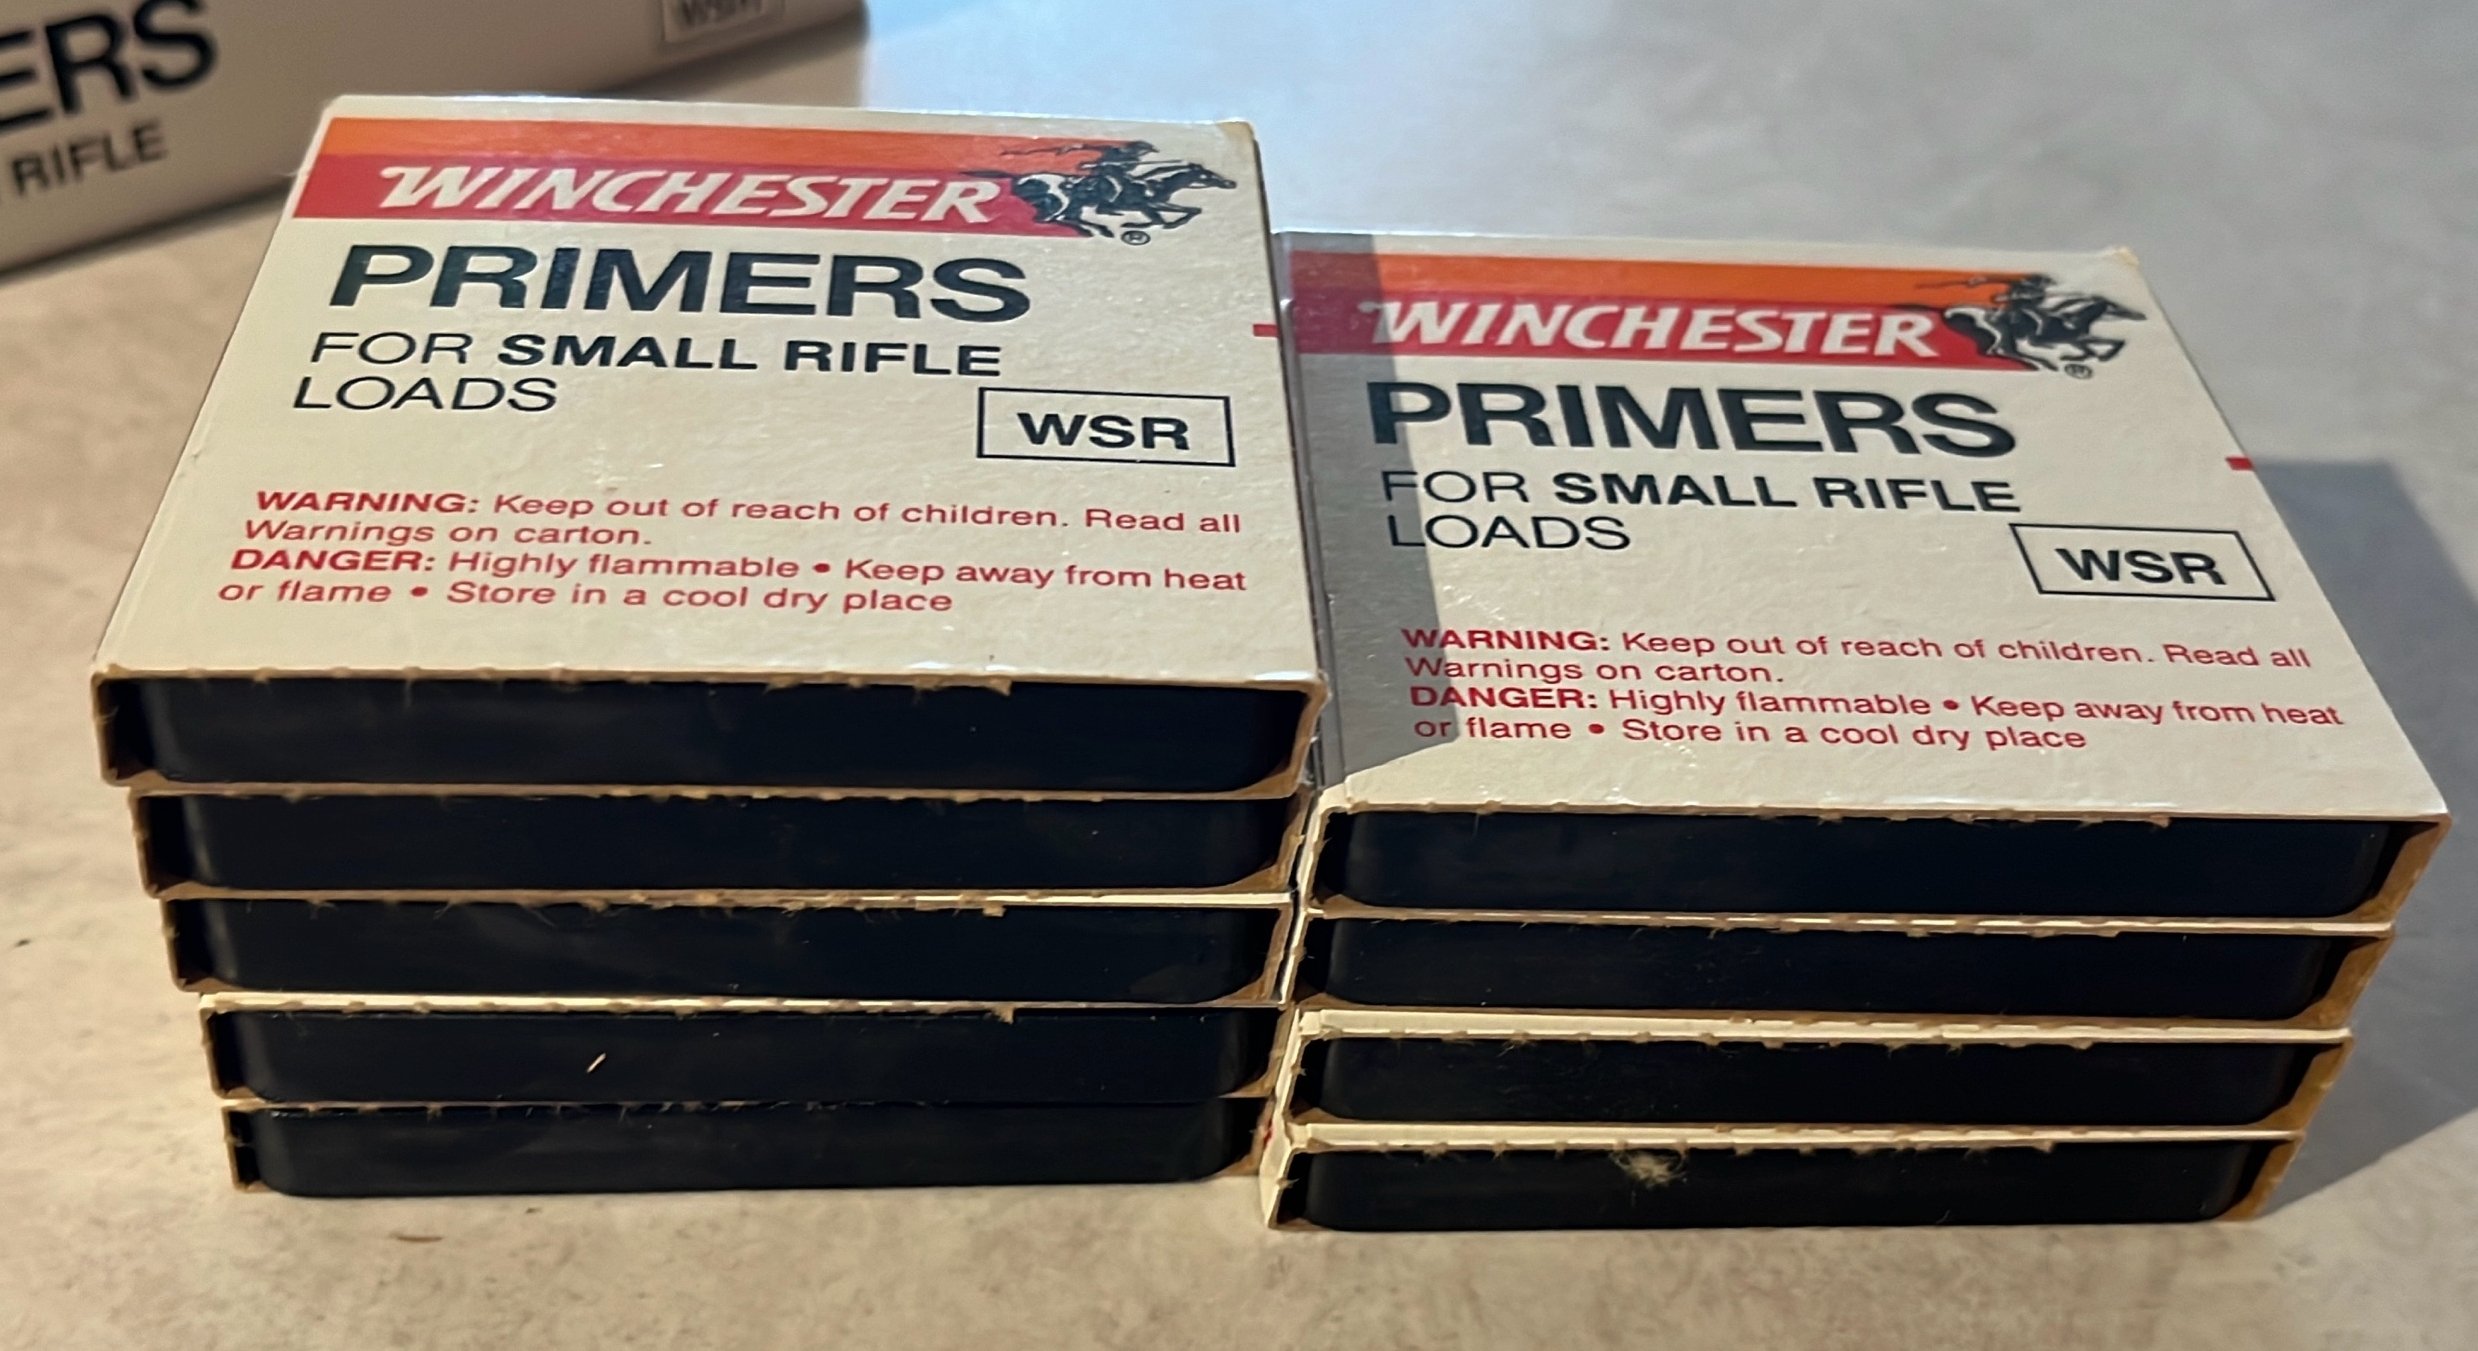 ERS
RIFLE
WSR
WINCHESTER
®
PRIMERS
FOR SMALL RIFLE
LOADS
WSR
WARNING: Keep out of reach of children. Read all
Warnings on carton.
DANGER: Highly flammable • Keep away from heat
or flame • Store in a cool dry place
WINCHESTER
®
PRIMERS
FOR SMALL RIFLE
LOADS
WSR
WARNING: Keep out of reach of children. Read all
Warnings on carton.
DANGER: Highly flammable • Keep away from heat
or flame • Store in a cool dry place